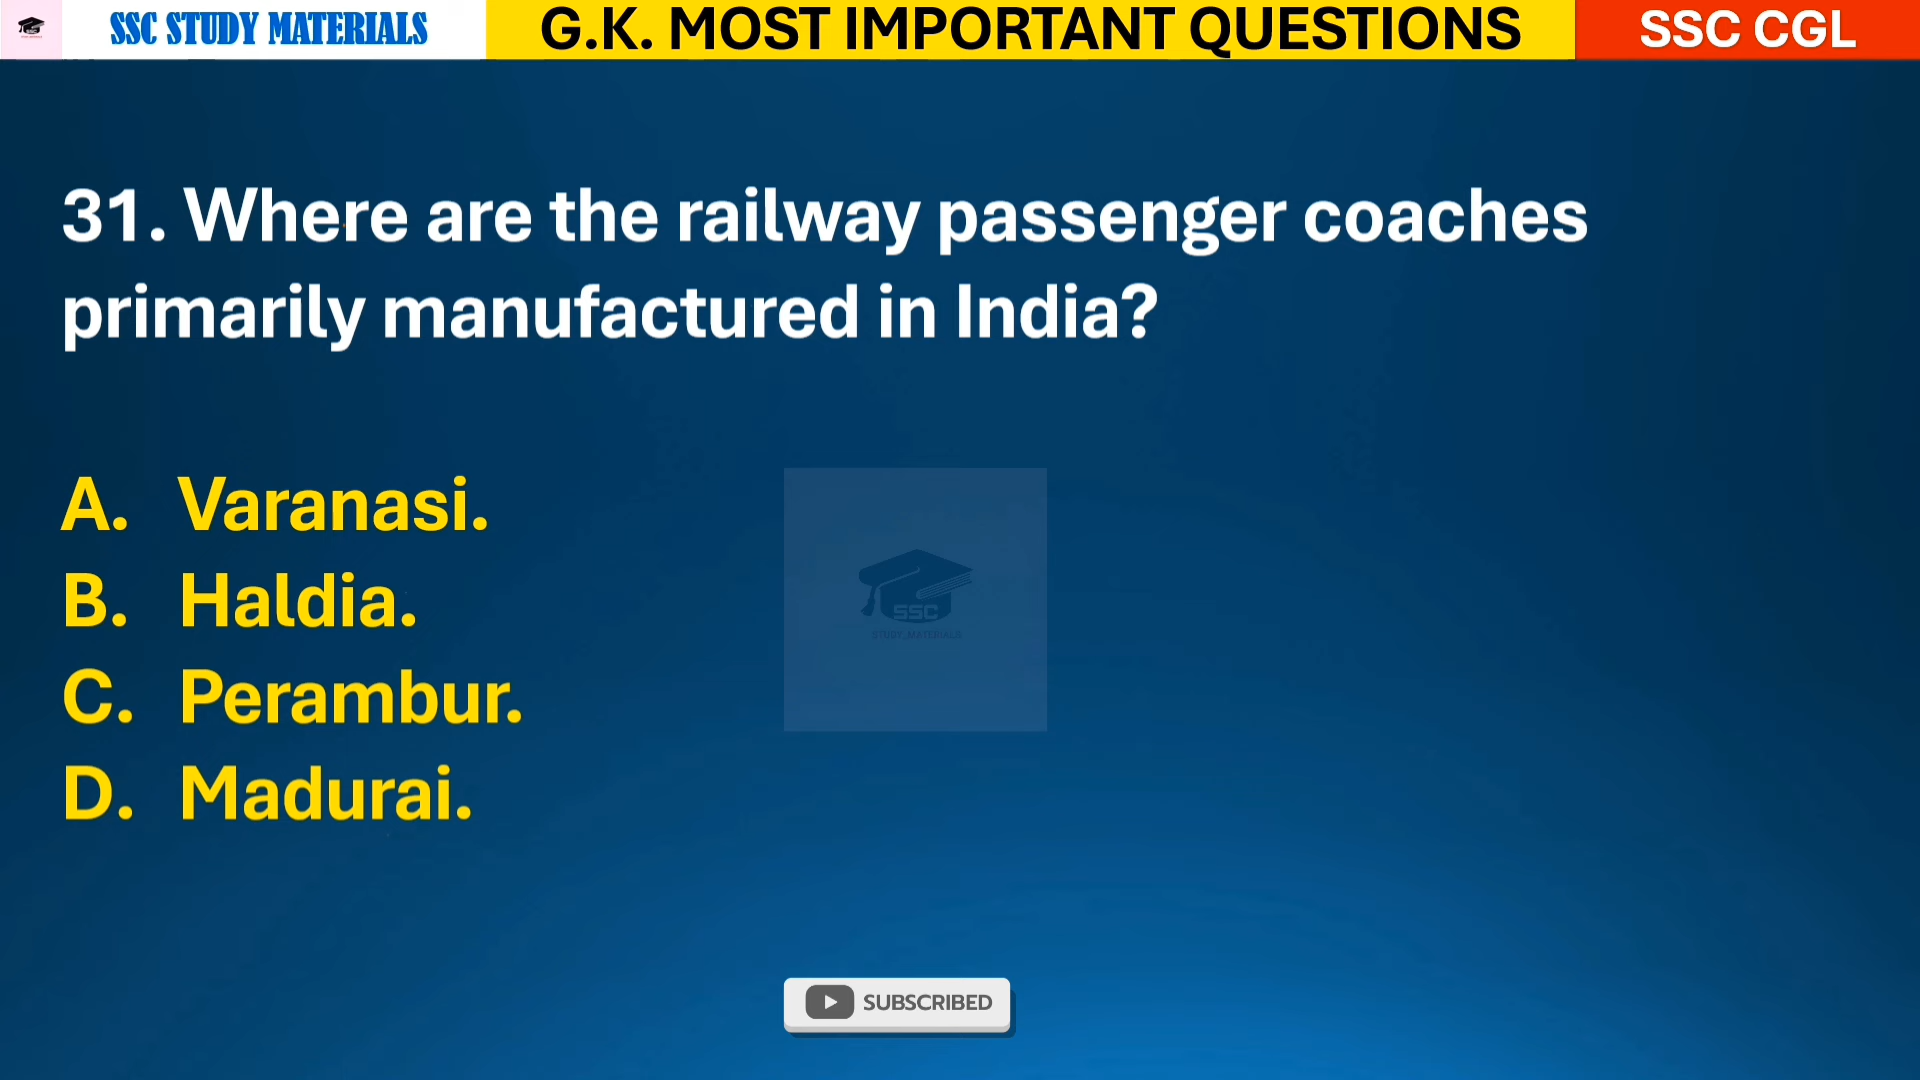 SSC STUDY MATERIALS
G.K. MOST IMPORTANT QUESTIONS
SSC CGL
31. Where are the railway passenger coaches
primarily manufactured in India?
A. Varanasi.
B. Haldia.
C. Perambur.
D. Madurai.
SSC
STUDY_MATERIALS
SUBSCRIBED